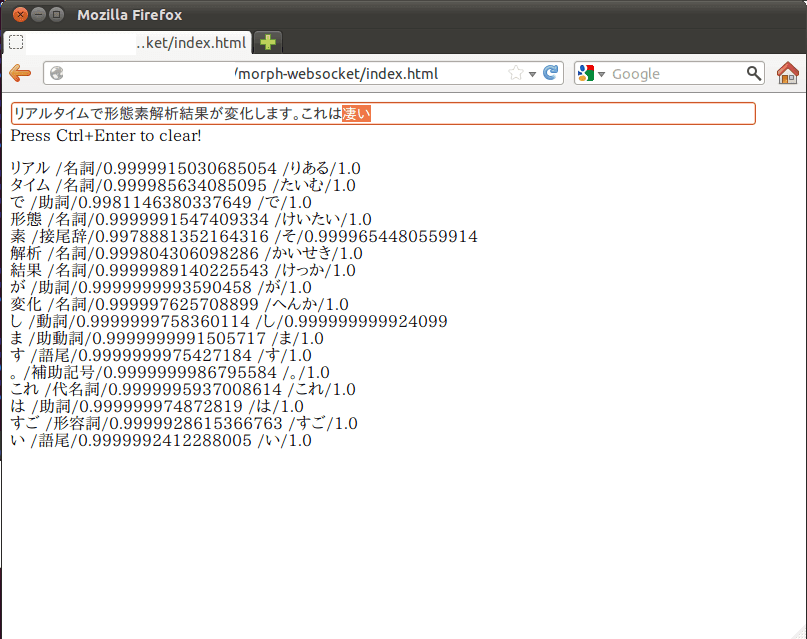 Mozilla Firefox
..ket/index.html
/morph-websocket/index.html
Google
リアルタイムで形態素解析結果が変化します。これは凄い
Press Ctrl+Enter to clear!
リアル /名詞/0.9999915030685054 /りある/1.0
タイム /名詞/0.999985634085095 /たいむ/1.0
で /助詞/0.9981146380337649 /で/1.0
形態 /名詞/0.9999991547409334 /けいたい/1.0
素 /接尾辞/0.9978881352164316 /そ/0.9999654480559914
解析 /名詞/0.999804306098286 /かいせき/1.0
結果 /名詞/0.9999989140225543 /けっか/1.0
が /助詞/0.9999999993590458 /が/1.0
変化 /名詞/0.999997625708899 /へんか/1.0
し /動詞/0.9999999758360114 /し/0.999999999924099
ま /助動詞/0.9999999991505717 /ま/1.0
す /語尾/0.9999999975427184 /す/1.0
。 /補助記号/0.9999999986795584 /。/1.0
これ /代名詞/0.9999995937008614 /これ/1.0
は /助詞/0.999999974872819 /は/1.0
すご /形容詞/0.9999928615366763 /すご/1.0
い /語尾/0.9999992412288005 /い/1.0